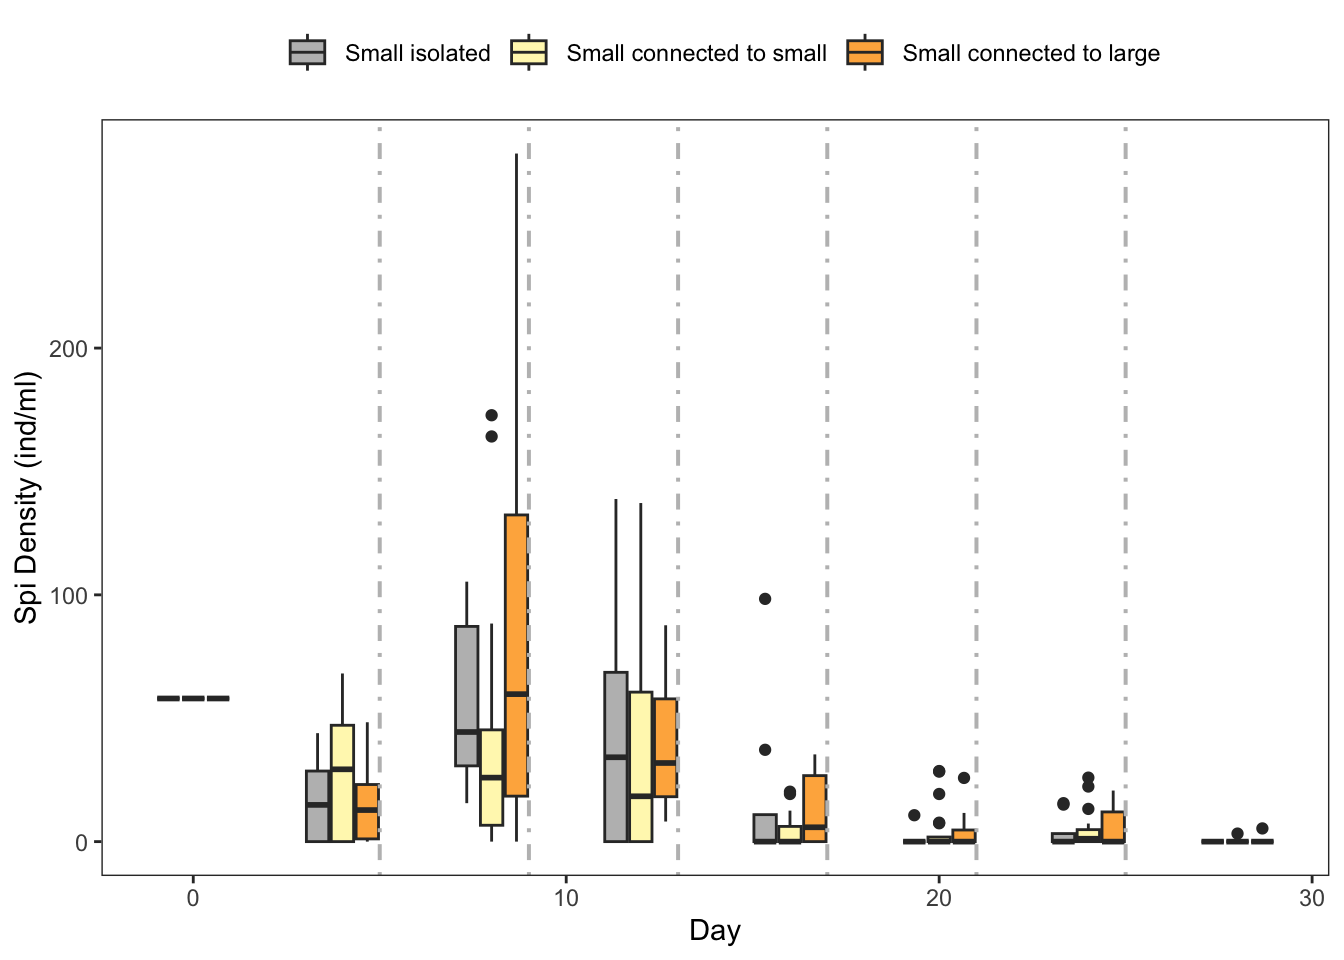 Small isolated Small connected to small Small connected to large
Spi Density (ind/ml)
200
100
0
0 10 20 30
Day